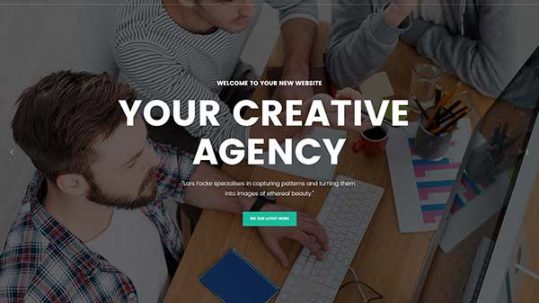 WELCOME TO YOUR NEW WEBSITE
YOUR CREATIVE
AGENCY
"Lars Focke specialises in capturing patterns and turning them
into images of ethereal beauty."
SEE OUR LATEST WORK